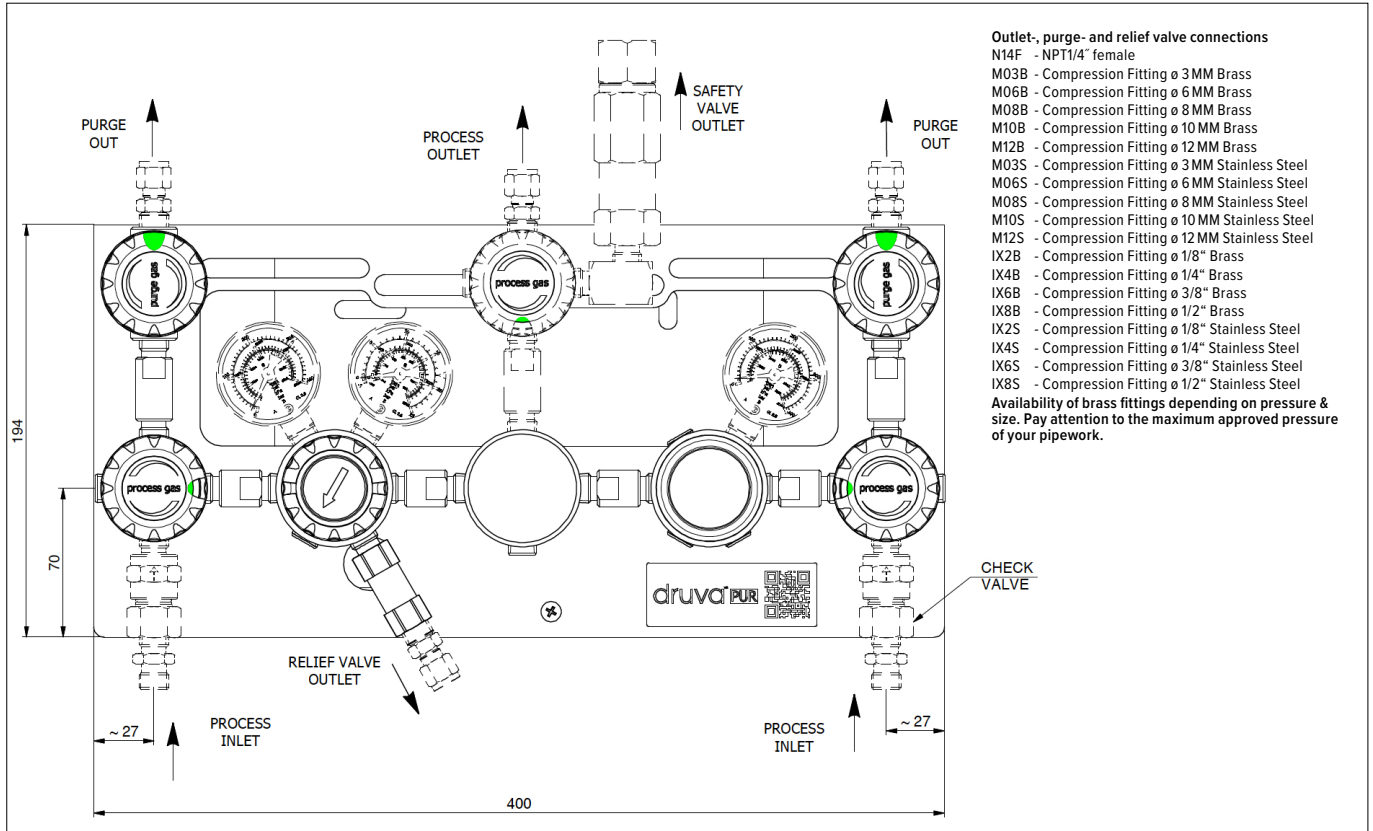 PURGE
OUT
PROCESS
OUTLET
SAFETY
VALVE
OUTLET
PURGE
OUT
purge gas
process gas
purge gas
process gas
process gas
194
70
druva PUR
CHECK
VALVE
RELIEF VALVE
OUTLET
PROCESS
INLET
PROCESS
INLET
~ 27
~ 27
400
Outlet-, purge- and relief valve connections
N14F - NPT1/4˝ female
M03B - Compression Fitting ø 3 MM Brass
M06B - Compression Fitting ø 6 MM Brass
M08B - Compression Fitting ø 8 MM Brass
M10B - Compression Fitting ø 10 MM Brass
M12B - Compression Fitting ø 12 MM Brass
M03S - Compression Fitting ø 3 MM Stainless Steel
M06S - Compression Fitting ø 6 MM Stainless Steel
M08S - Compression Fitting ø 8 MM Stainless Steel
M10S - Compression Fitting ø 10 MM Stainless Steel
M12S - Compression Fitting ø 12 MM Stainless Steel
IX2B - Compression Fitting ø 1/8“ Brass
IX4B - Compression Fitting ø 1/4“ Brass
IX6B - Compression Fitting ø 3/8“ Brass
IX8B - Compression Fitting ø 1/2“ Brass
IX2S - Compression Fitting ø 1/8“ Stainless Steel
IX4S - Compression Fitting ø 1/4“ Stainless Steel
IX6S - Compression Fitting ø 3/8“ Stainless Steel
IX8S - Compression Fitting ø 1/2“ Stainless Steel
Availability of brass fittings depending on pressure &
size. Pay attention to the maximum approved pressure
of your pipework.